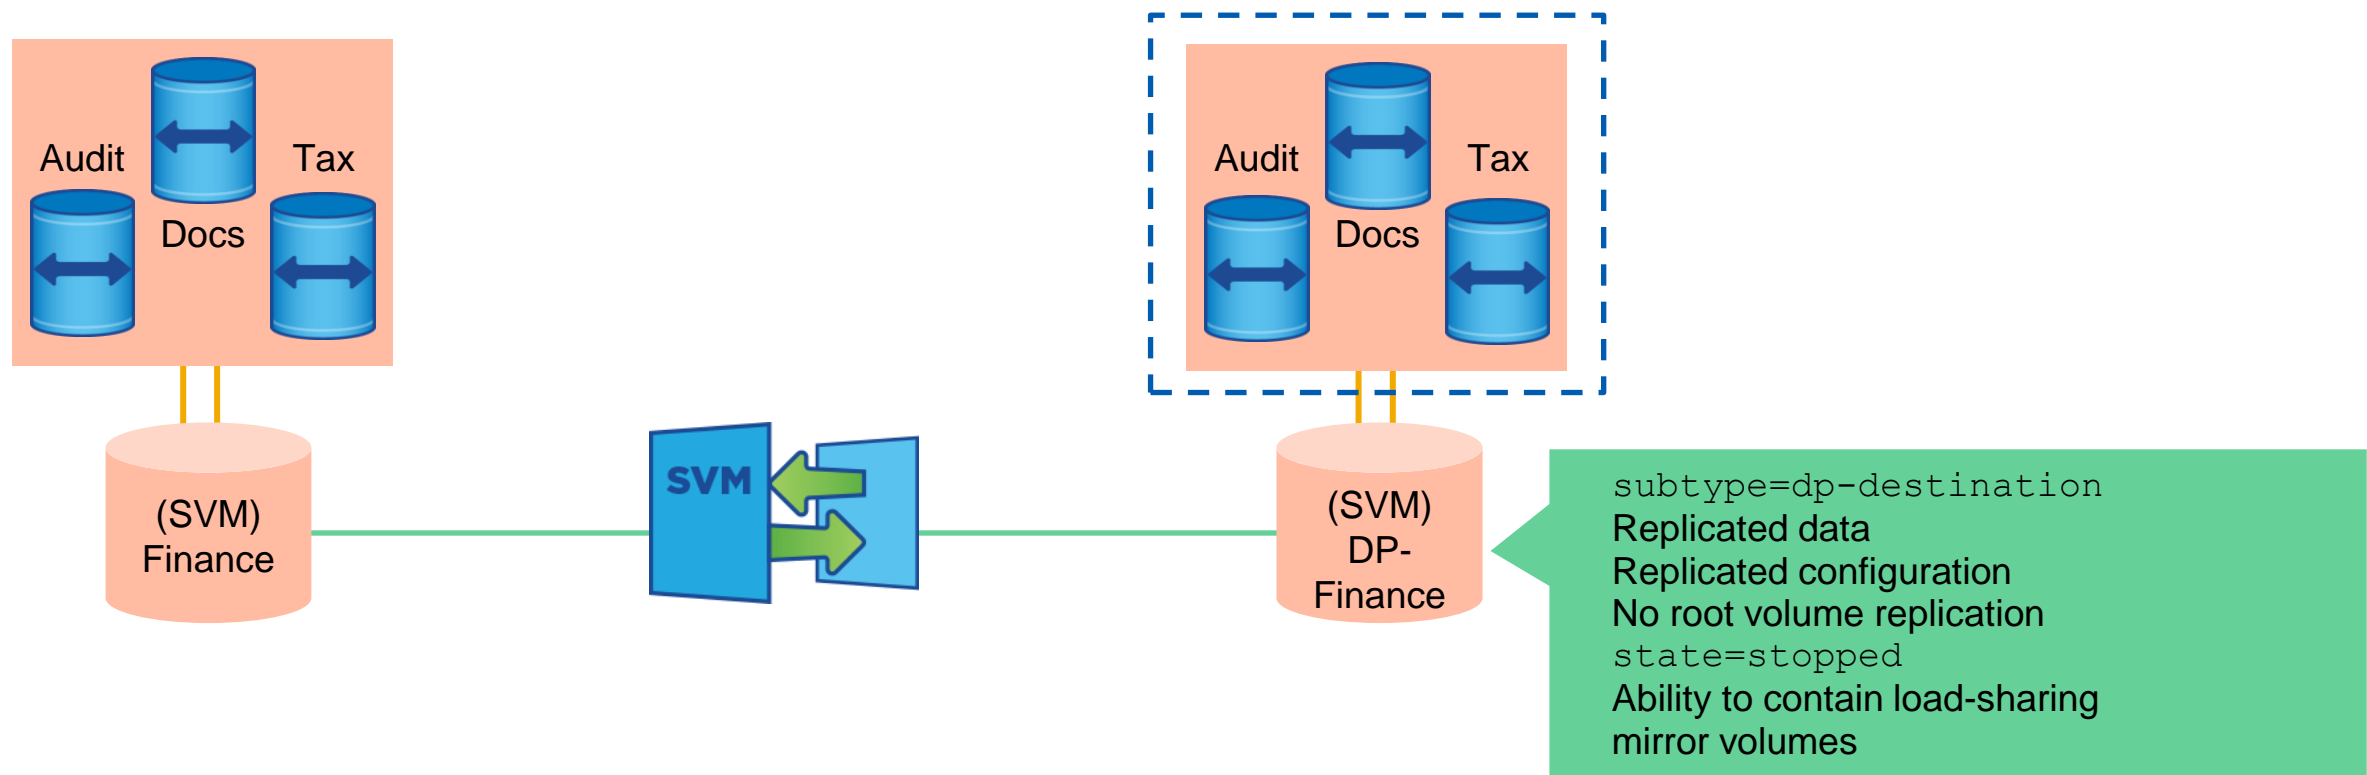 Audit
Tax
Docs
(SVM)
Finance
SVM
Audit
Tax
Docs
(SVM)
DP-
Finance
subtype=dp-destination
Replicated data
Replicated configuration
No root volume replication
state=stopped
Ability to contain load-sharing
mirror volumes